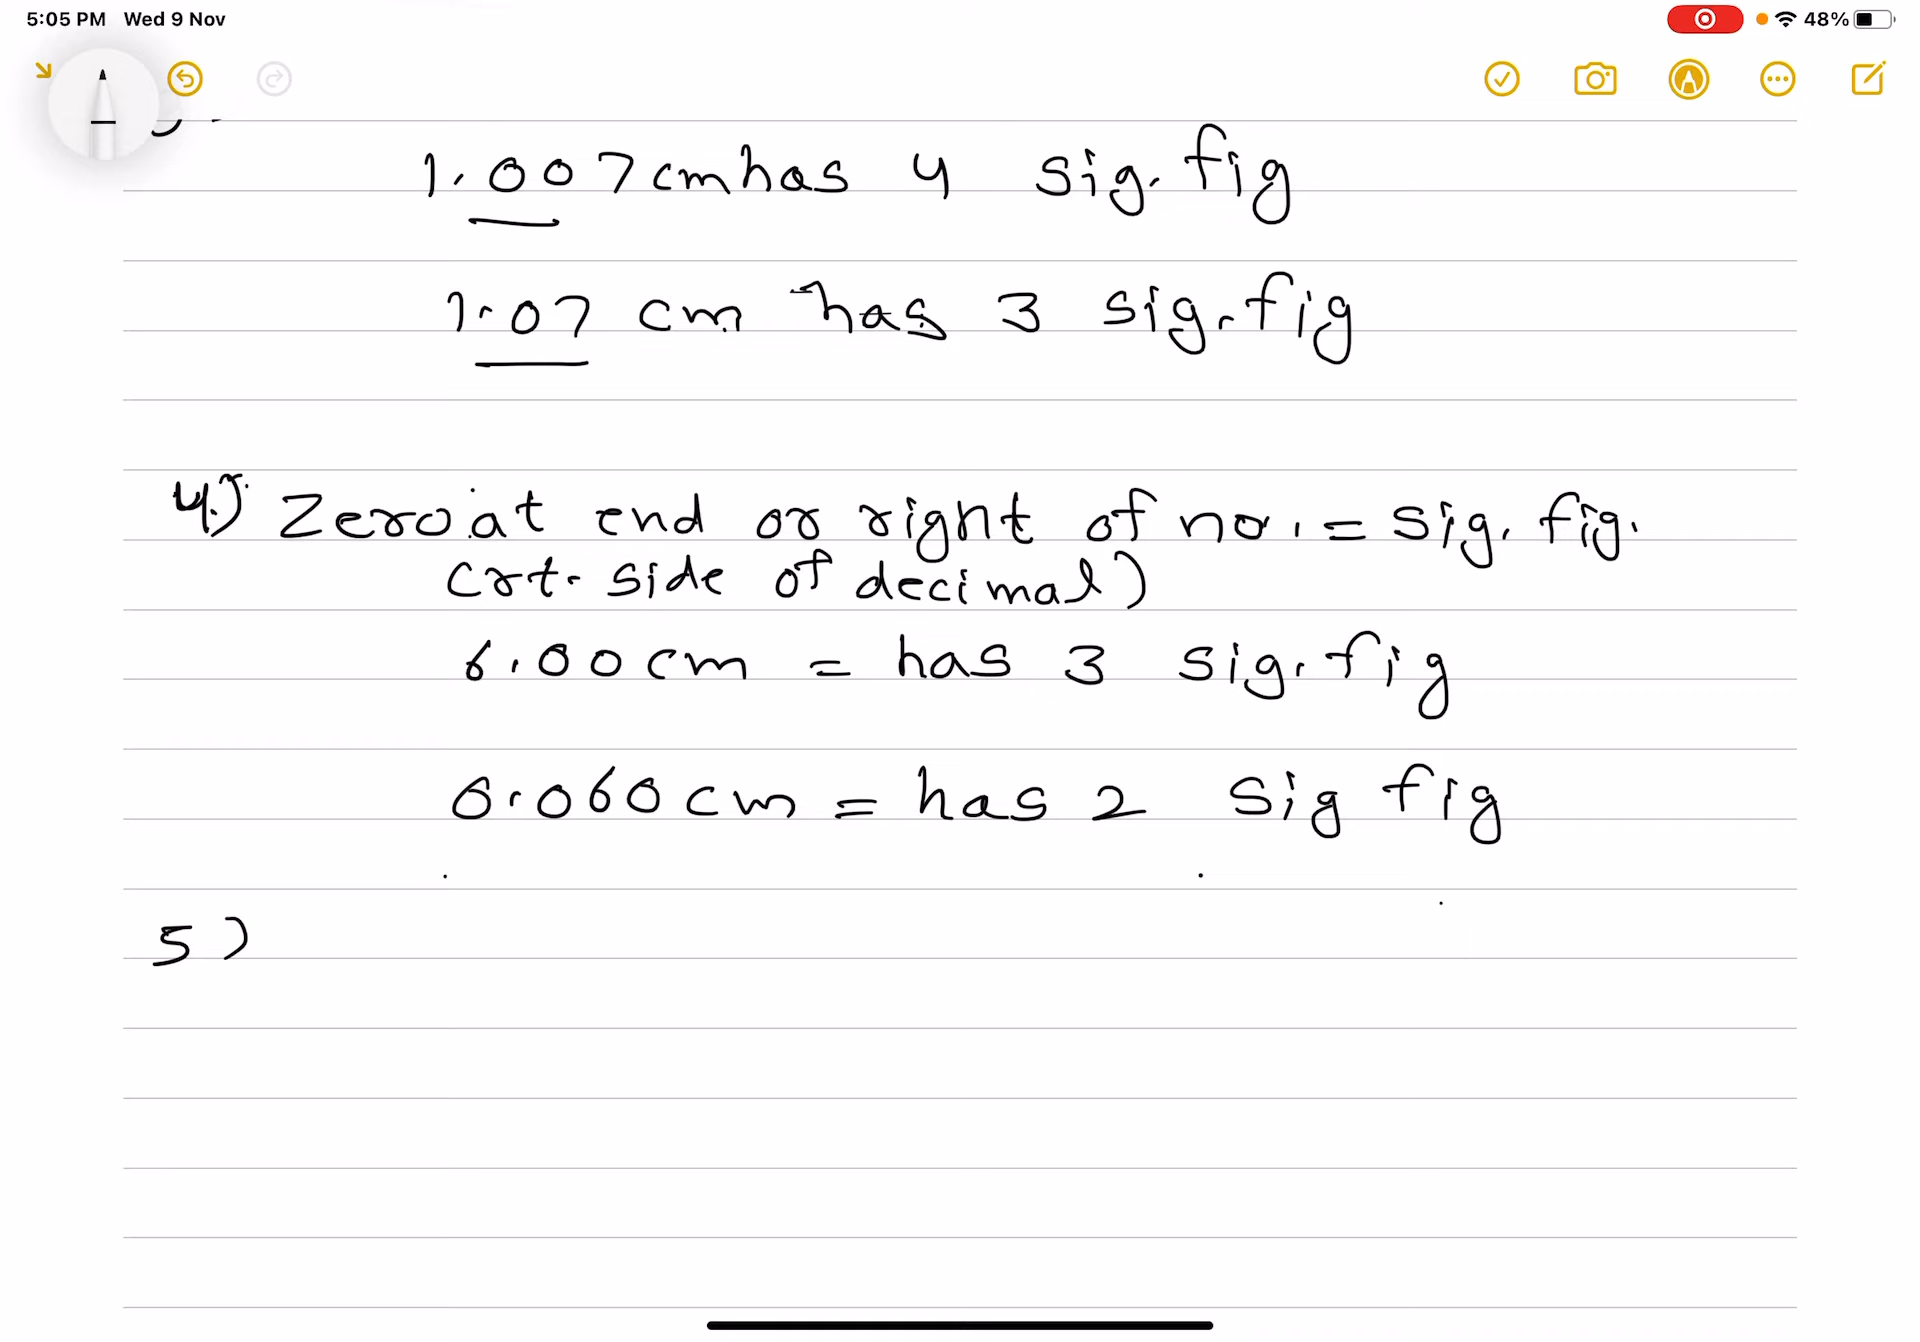 5:05 PM Wed 9 Nov 48%
1.007 cm has 4 sig. fig
1.07 cm has 3 sig. fig
4.) Zero at end or right of no. = sig. fig.
(rt. side of decimal)
6.00 cm = has 3 sig. fig
0.060 cm = has 2 sig fig
5)